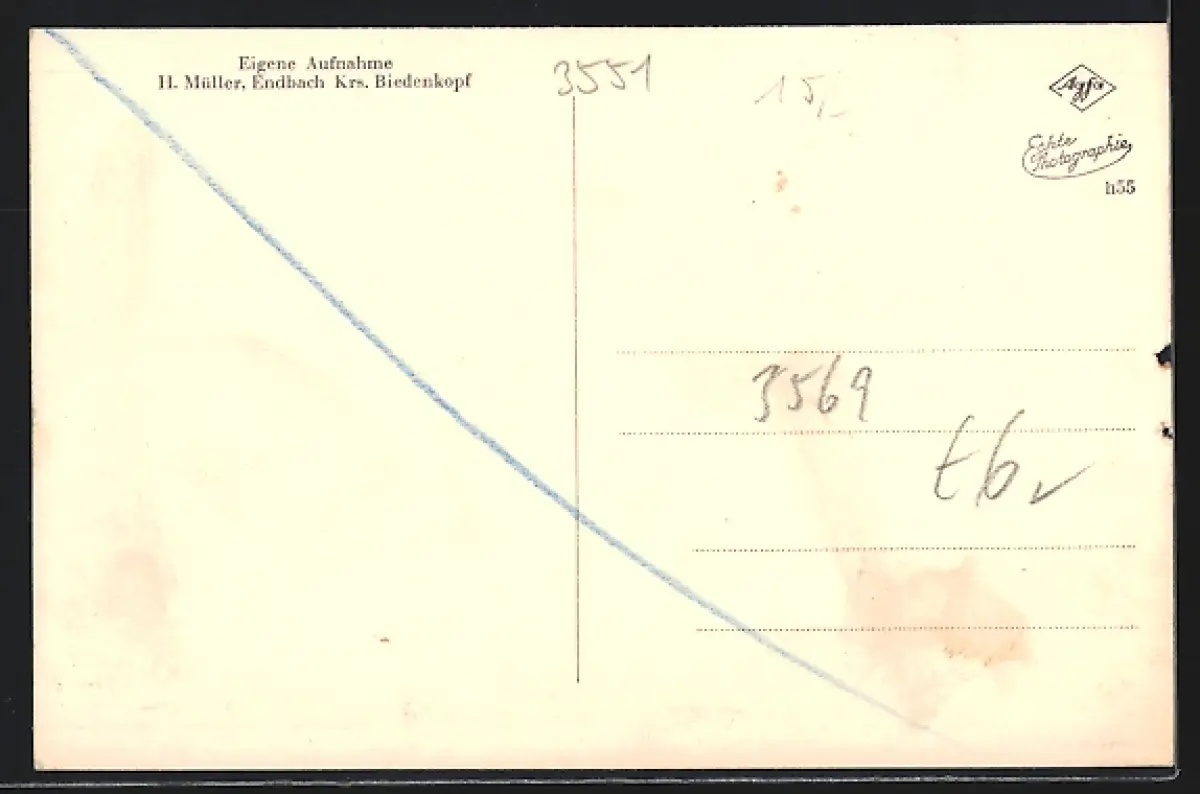 Eigene Aufnahme
H. Müller, Endbach Krs. Biedenkopf
3551
15,-
Agfa
Echte
Photographie
h55
3569
t6